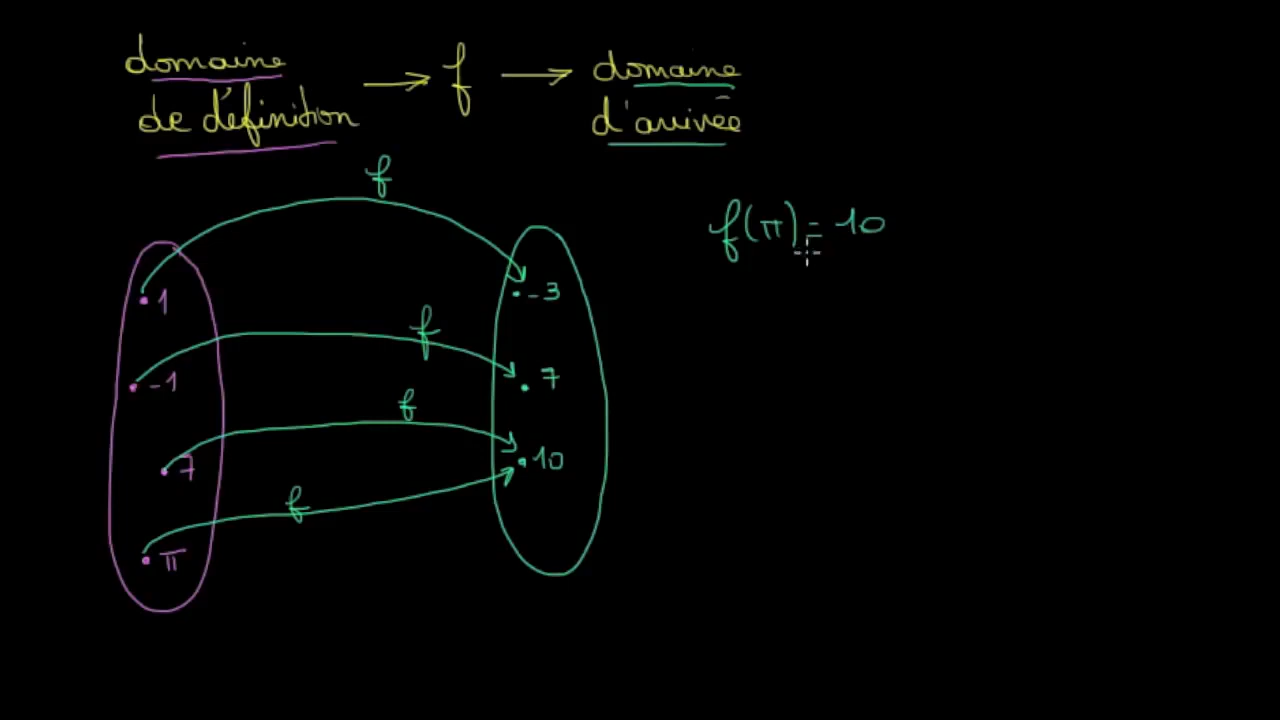 domaine → f → domaine
de définition d'arrivée
f
f(π) = 10
1 -3
f
-1 7
f
7 10
f
π